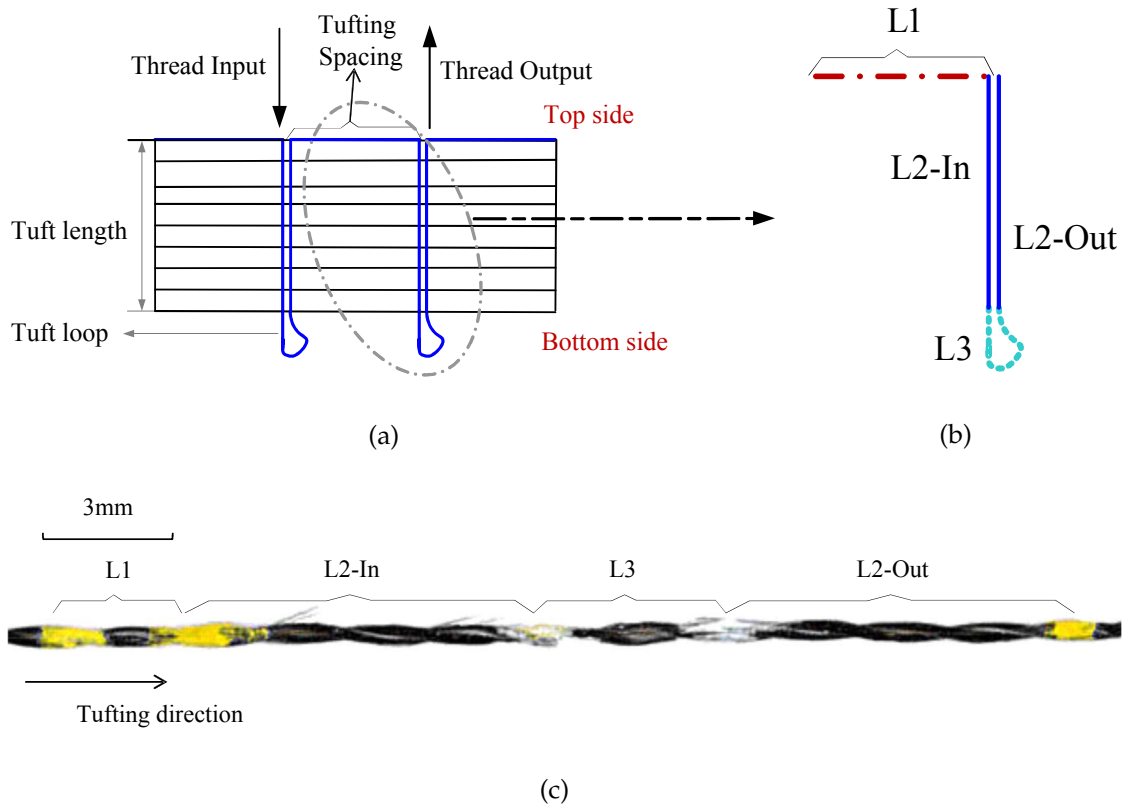 Tufting
Spacing
Thread Input
Thread Output
Top side
Tuft length
Tuft loop
Bottom side
(a)
L1
L2-In
L2-Out
L3
(b)
3mm
L1
L2-In
L3
L2-Out
Tufting direction
(c)